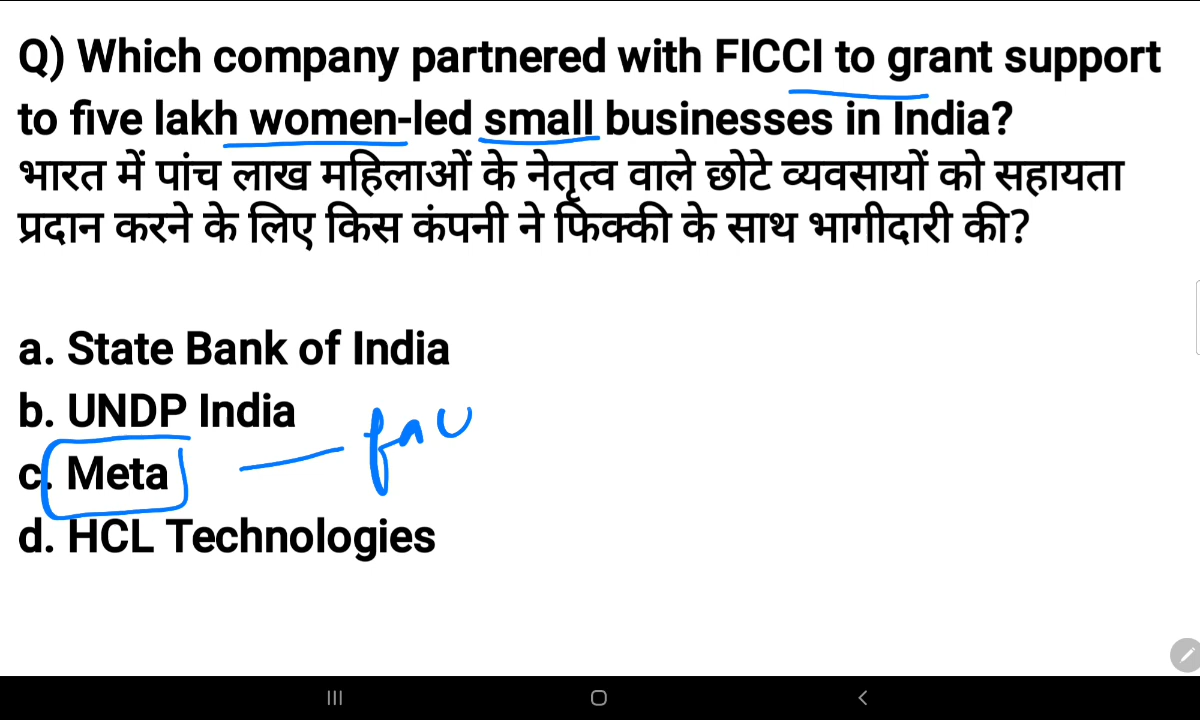 Q) Which company partnered with FICCI to grant support
to five lakh women-led small businesses in India?
भारत में पांच लाख महिलाओं के नेतृत्व वाले छोटे व्यवसायों को सहायता
प्रदान करने के लिए किस कंपनी ने फिक्की के साथ भागीदारी की?
a. State Bank of India
b. UNDP India
c. Meta
d. HCL Technologies